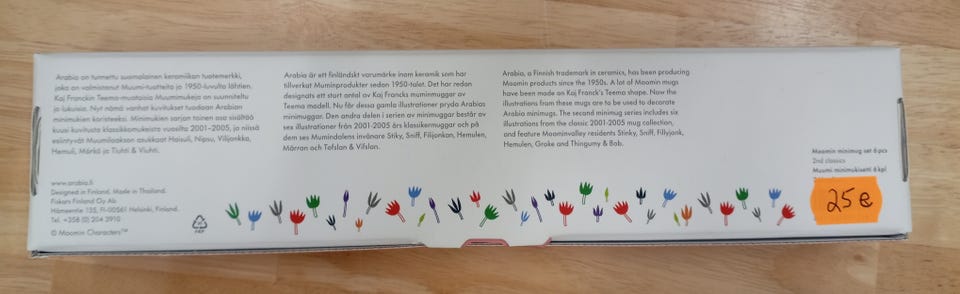 Arabia on tunnettu suomalainen keramiikan tuotemerkki,
joka on valmistanut Muumi-tuotteita jo 1950-luvulta lähtien.
Kaj Franckin Teema-muotoisia Muumimukeja on suunniteltu
jo lukuisia. Nyt nämä vanhat kuvitukset tuodaan Arabian
minimukien koristeeksi. Minimukien sarjan toinen osa sisältää
kuusi kuvitusta klassikkomukeista vuosilta 2001–2005, ja niissä
esiintyvät Muumilaakson asukkaat Haisuli, Nipsu, Vilijonkka,
Hemuli, Mörkö ja Tiuhti & Viuhti.
www.arabia.fi
Designed in Finland. Made in Thailand.
Fiskars Finland Oy Ab
Hämeentie 135, FI-00561 Helsinki, Finland.
Tel. +358 (0) 204 3910
© Moomin Characters™
PAP
Arabia är ett finländskt varumärke inom keramik som har
tillverkat Muminprodukter sedan 1950-talet. Det har redan
designats ett stort antal av Kaj Francks muminmuggar av
Teema modell. Nu får dessa gamla illustrationer pryda Arabias
minimuggar. Den andra delen i serien av minimuggar består av
sex illustrationer från 2001-2005 års klassikermuggar och på
dem ses Mumindalens invånare Stiky, Sniff, Filijonkan, Hemulen,
Mårran och Tofslan & Vifslan.
Arabia, a Finnish trademark in ceramics, has been producing
Moomin products since the 1950s. A lot of Moomin mugs
have been made on Kaj Franck's Teema shape. Now the
illustrations from these mugs are to be used to decorate
Arabia minimugs. The second minimug series includes six
illustrations from the classic 2001-2005 mug collection,
and feature Moominvalley residents Stinky, Sniff, Fillyjonk,
Hemulen, Groke and Thingumy & Bob.
Moomin minimug set 6 pcs
2nd classics
Muumi minimukisetti 6 kpl
25 e